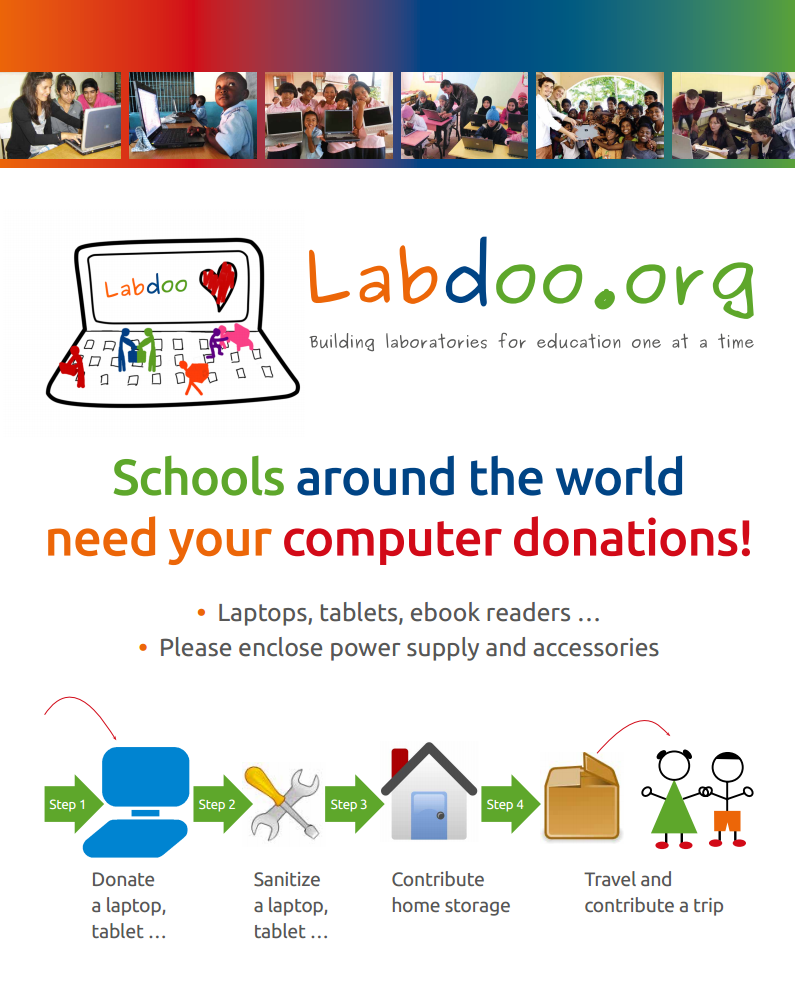 Labdoo
Labdoo.org
Building laboratories for education one at a time
Schools around the world
need your computer donations!
• Laptops, tablets, ebook readers …
• Please enclose power supply and accessories
Step 1
Step 2
Step 3
Step 4
Donate
a laptop,
tablet …
Sanitize
a laptop,
tablet …
Contribute
home storage
Travel and
contribute a trip